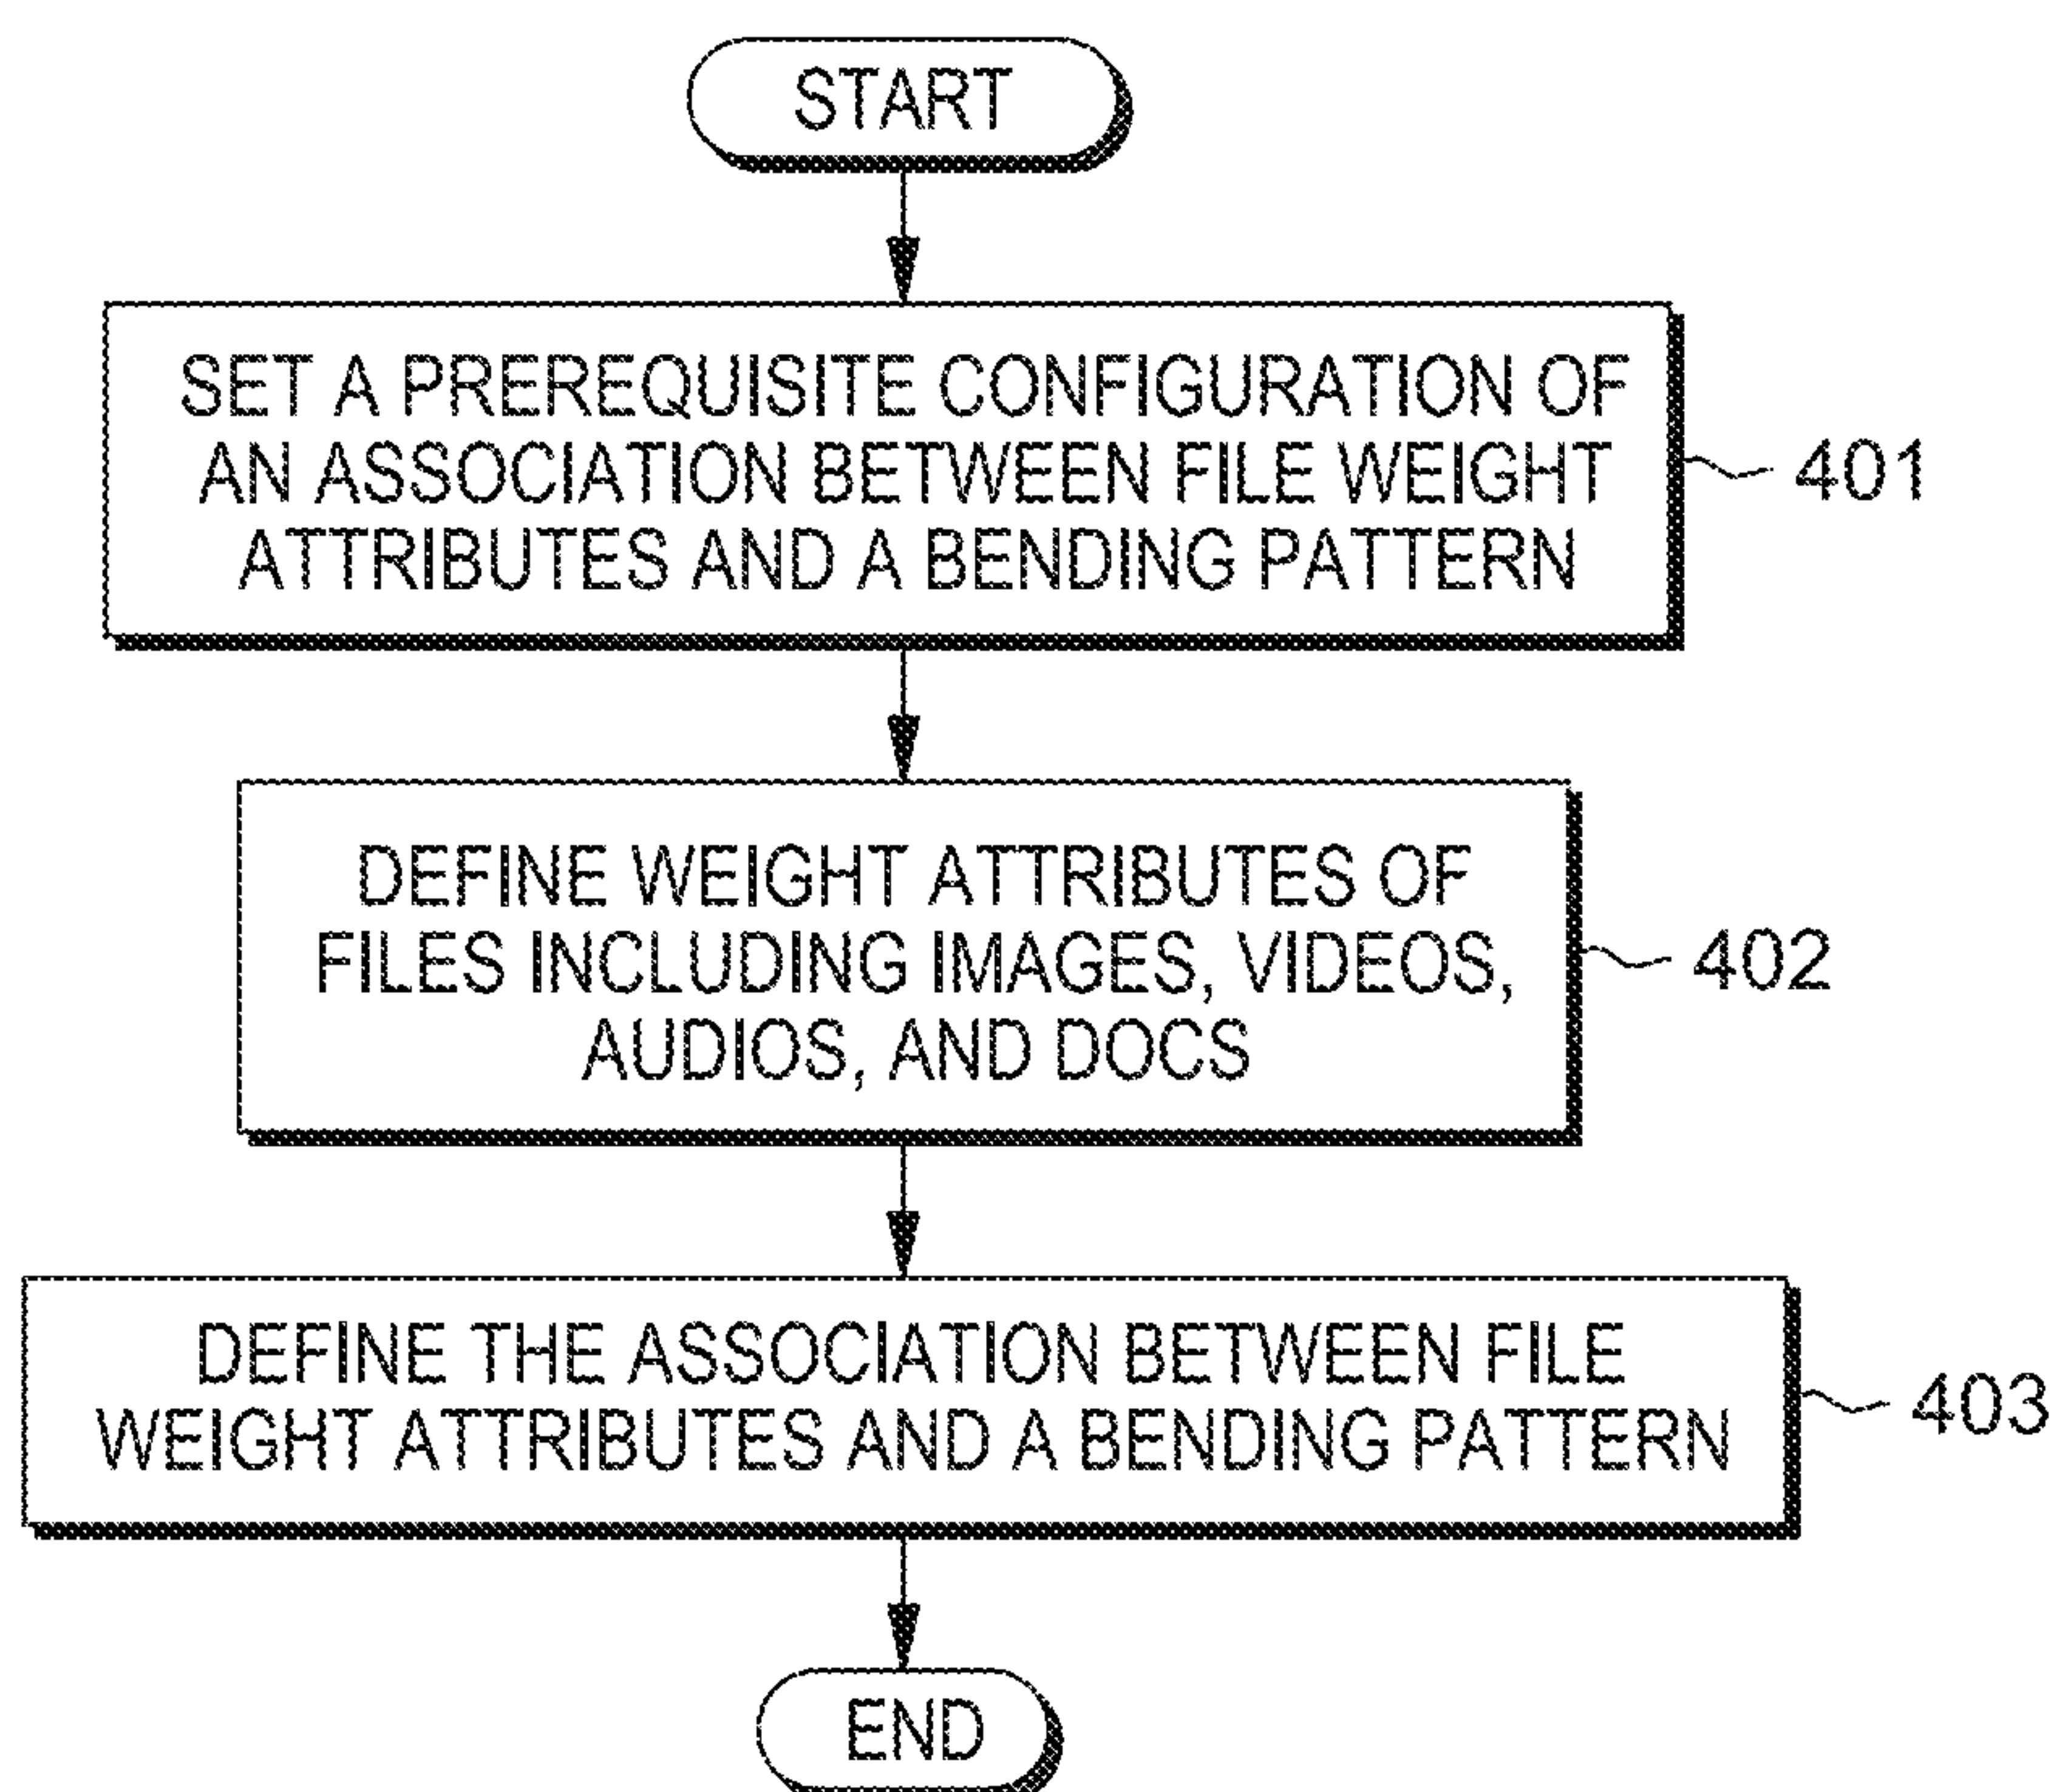 START
SET A PREREQUISITE CONFIGURATION OF
AN ASSOCIATION BETWEEN FILE WEIGHT
ATTRIBUTES AND A BENDING PATTERN
401
DEFINE WEIGHT ATTRIBUTES OF
FILES INCLUDING IMAGES, VIDEOS,
AUDIOS, AND DOCS
402
DEFINE THE ASSOCIATION BETWEEN FILE
WEIGHT ATTRIBUTES AND A BENDING PATTERN
403
END